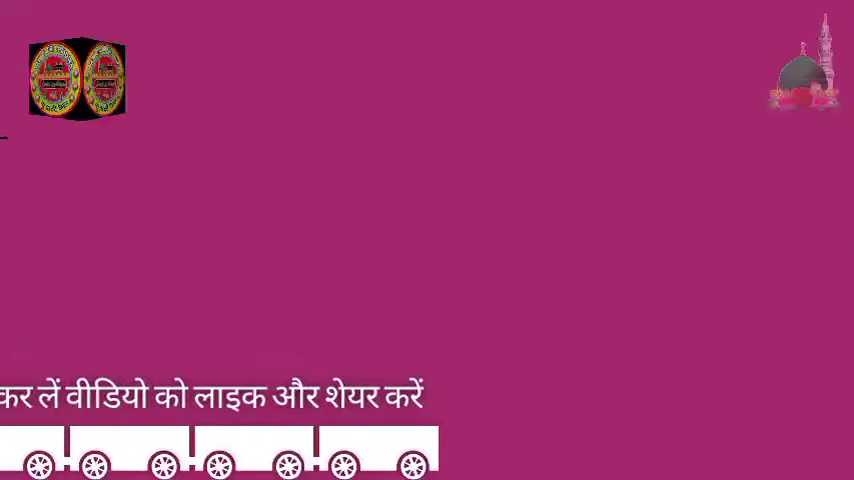 कर लें वीडियो को लाइक और शेयर करें